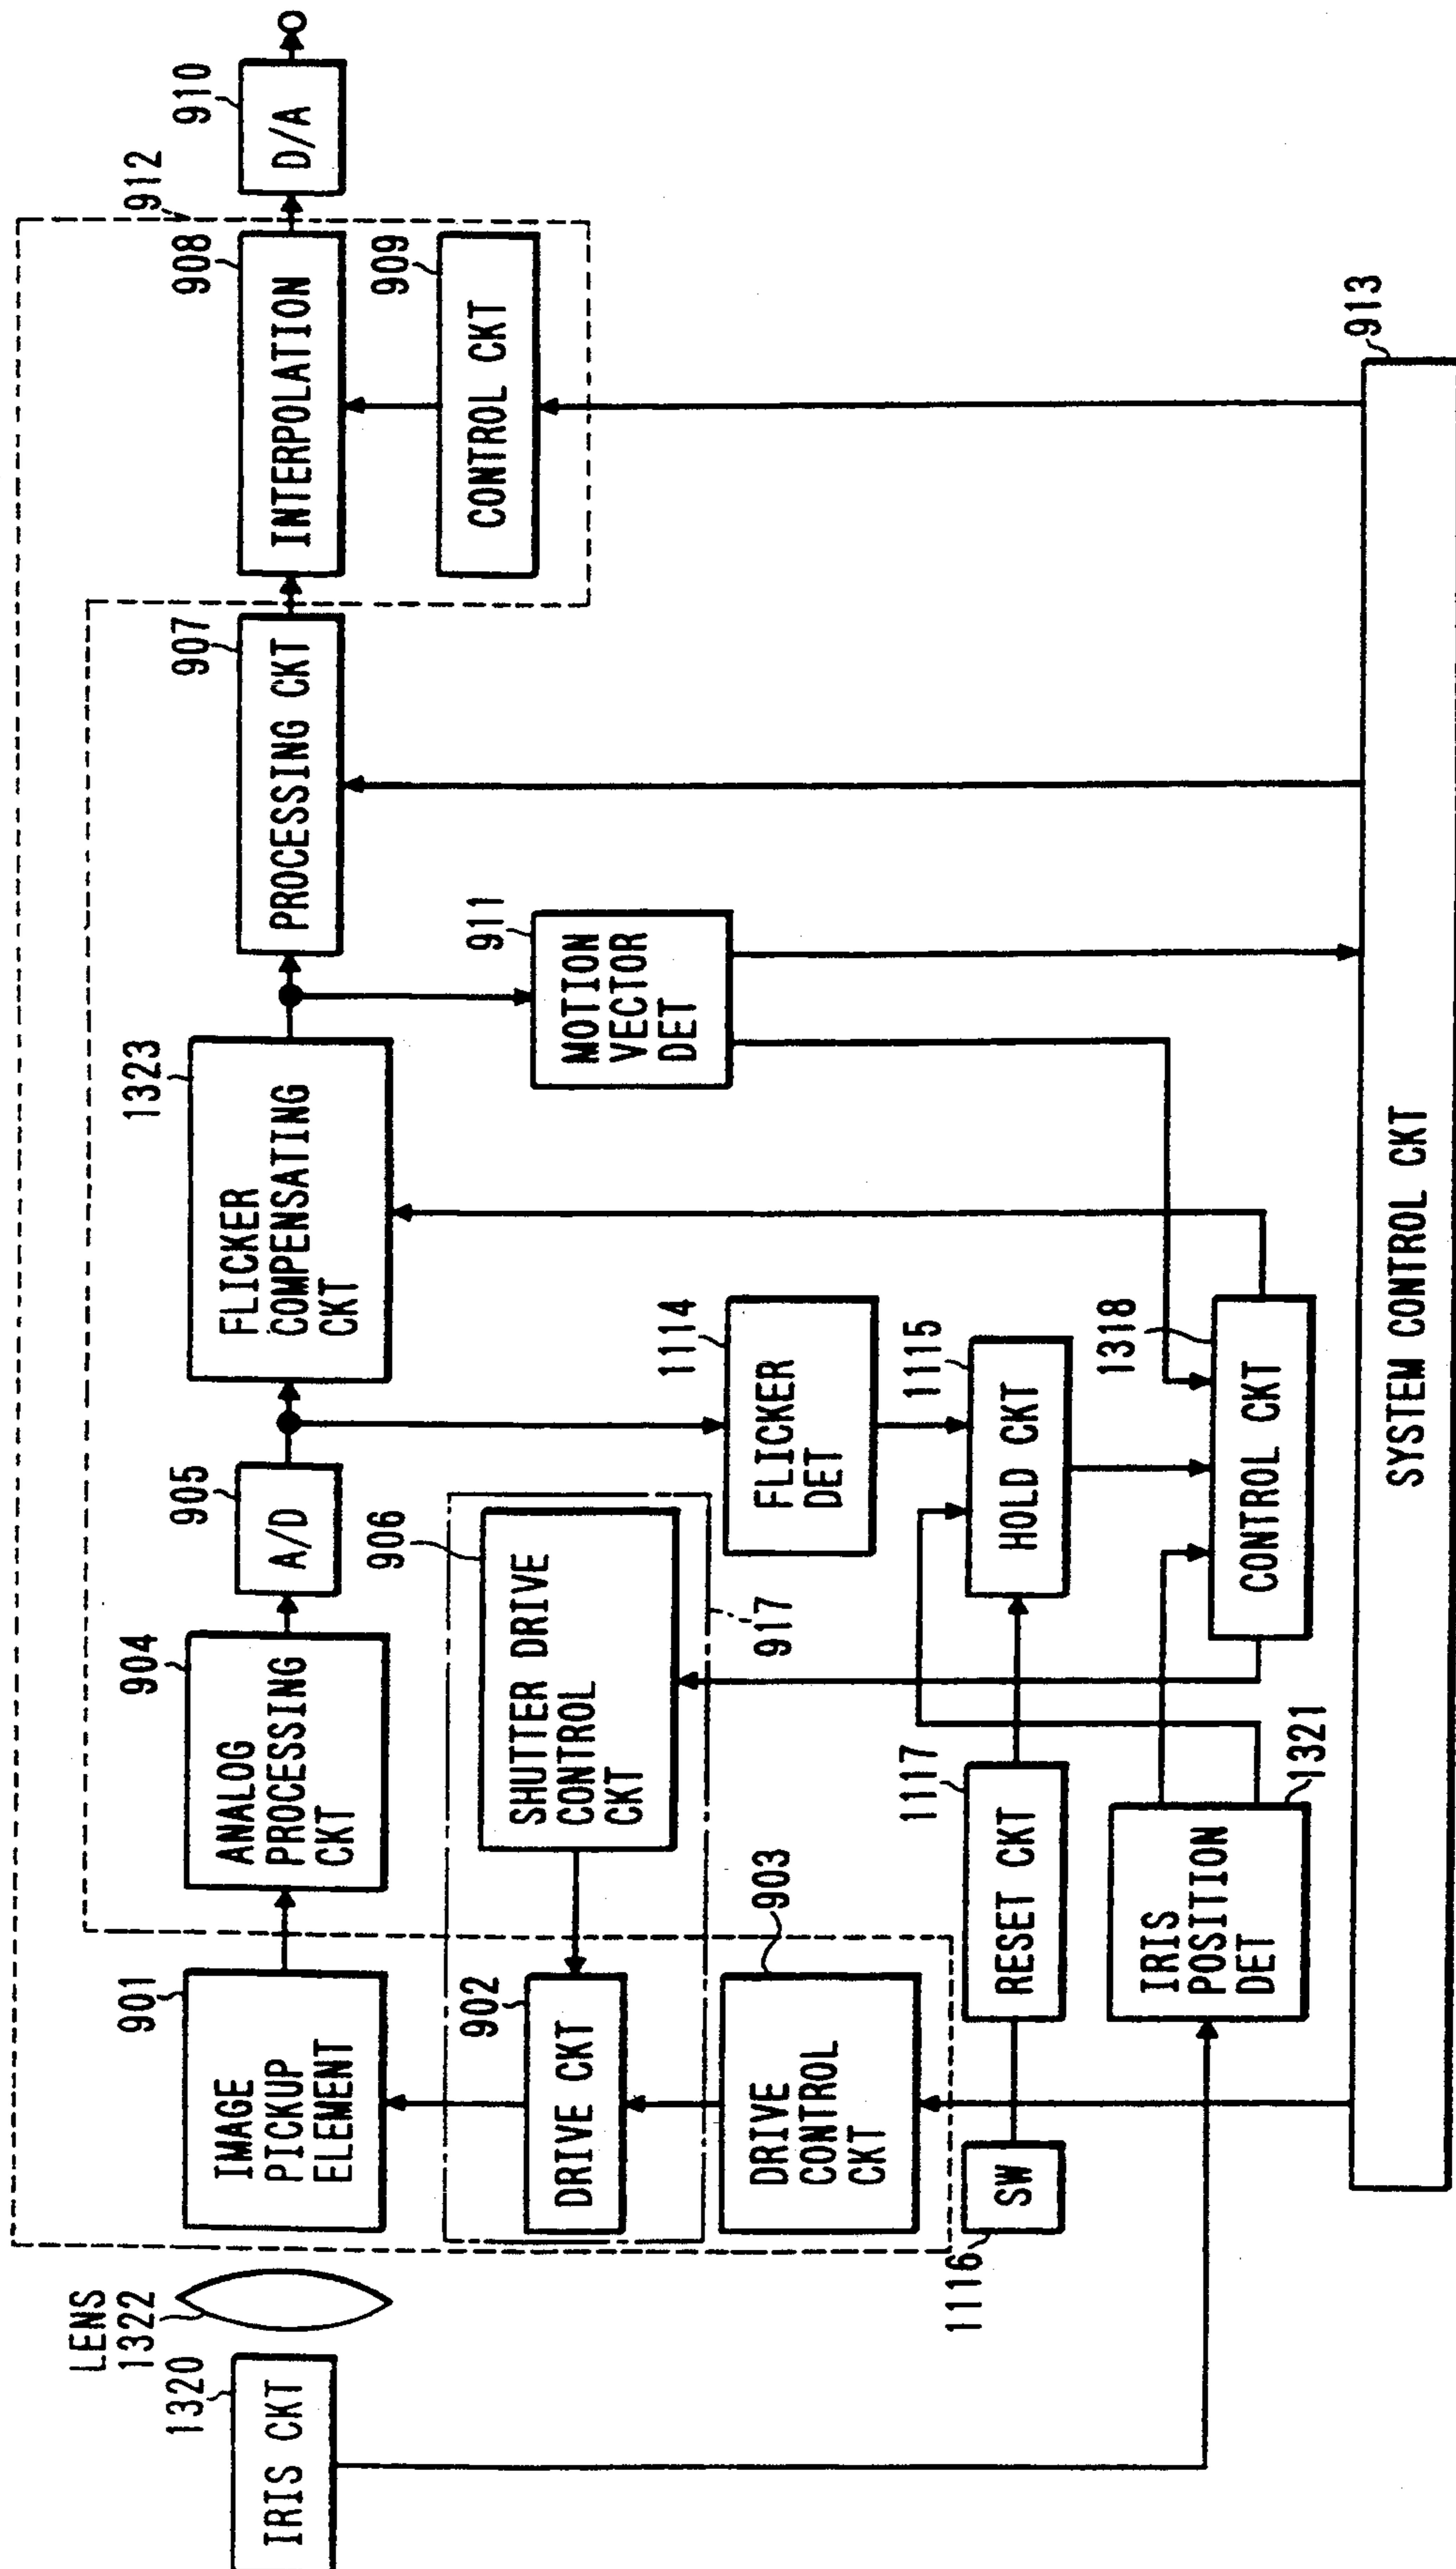 LENS
1322
1320
IRIS CKT
901
IMAGE
PICKUP
ELEMENT
904
ANALOG
PROCESSING
CKT
905
A/D
1323
FLICKER
COMPENSATING
CKT
907
PROCESSING CKT
912
908
INTERPOLATION
910
D/A
909
CONTROL CKT
902
DRIVE CKT
906
SHUTTER DRIVE
CONTROL
CKT
917
911
MOTION
VECTOR
DET
903
DRIVE
CONTROL
CKT
1114
FLICKER
DET
1116
SW
1117
RESET CKT
1115
HOLD CKT
IRIS
POSITION
DET
1321
1318
CONTROL CKT
913
SYSTEM CONTROL CKT